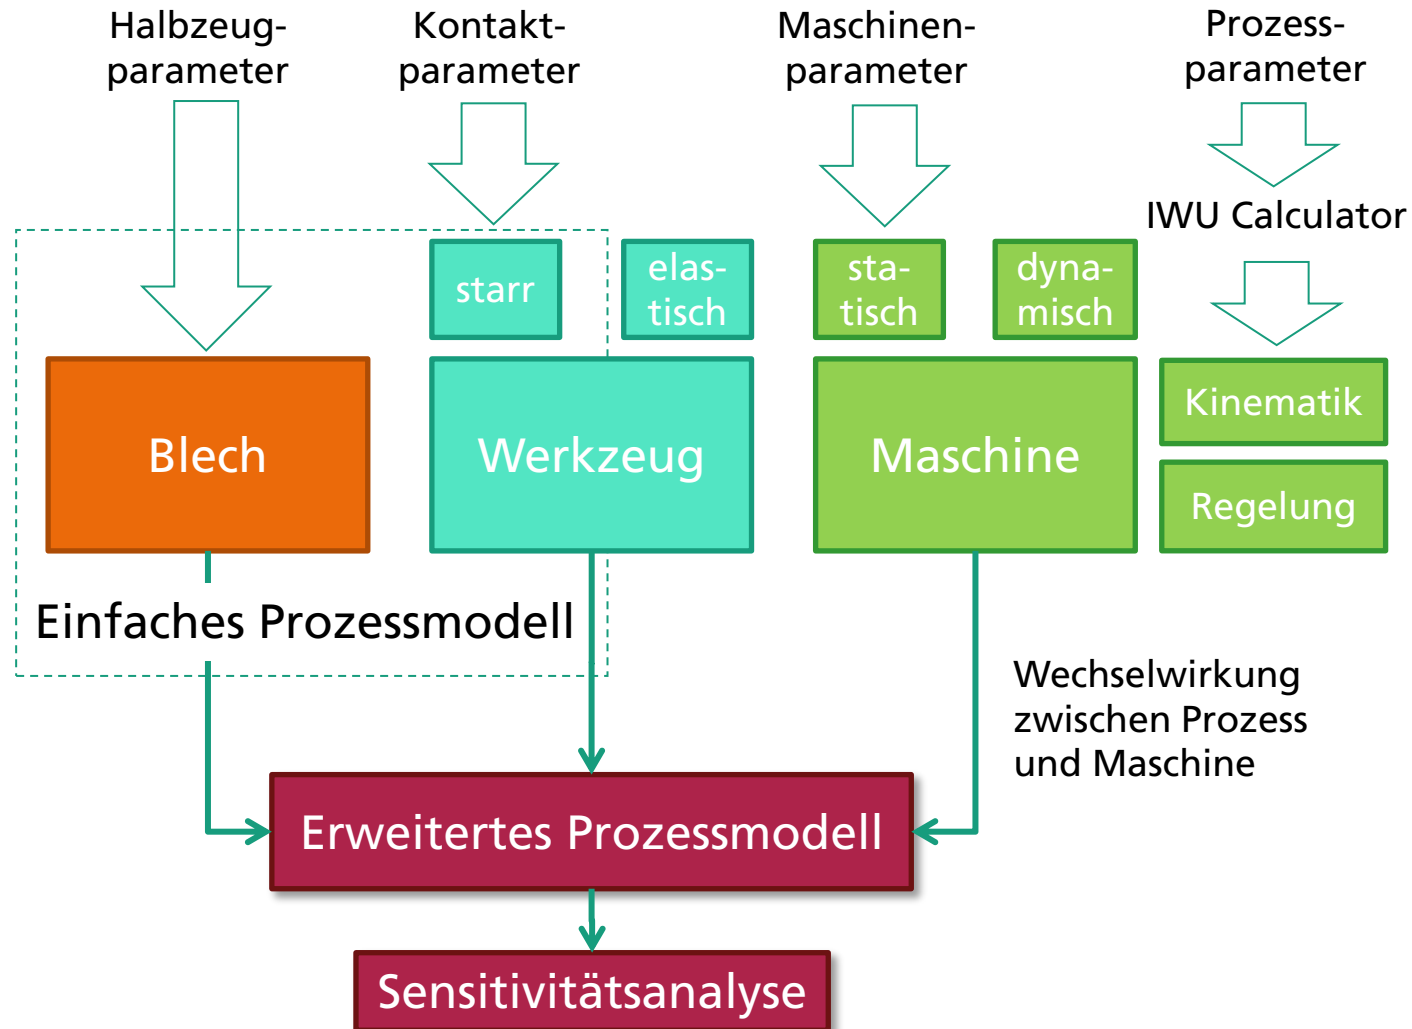 Halbzeug-
parameter
Kontakt-
parameter
Maschinen-
parameter
Prozess-
parameter
IWU Calculator
starr
elas-
tisch
sta-
tisch
dyna-
misch
Blech
Werkzeug
Maschine
Kinematik
Regelung
Einfaches Prozessmodell
Wechselwirkung
zwischen Prozess
und Maschine
Erweitertes Prozessmodell
Sensitivitätsanalyse